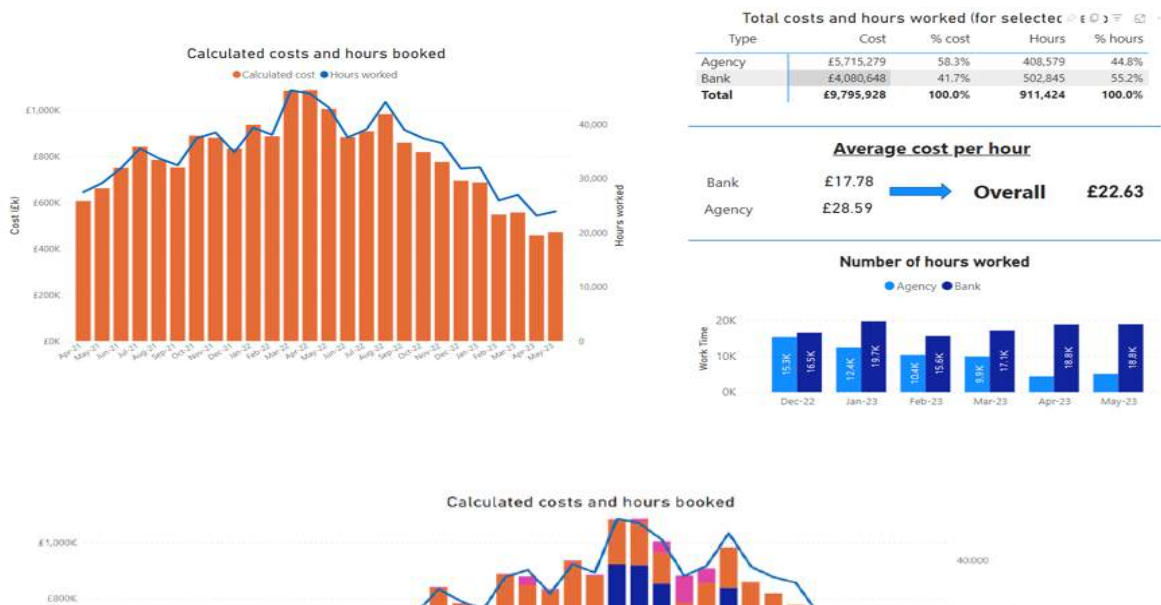 Calculated costs and hours booked
Calculated cost Hours worked
£1,000K
£800K
£600K
£400K
£200K
£0K
Cost (£k)
40,000
30,000
20,000
10,000
0
Hours worked
Apr-21 May-21 Jun-21 Jul-21 Aug-21 Sep-21 Oct-21 Nov-21 Dec-21 Jan-22 Feb-22 Mar-22 Apr-22 May-22 Jun-22 Jul-22 Aug-22 Sep-22 Oct-22 Nov-22 Dec-22 Jan-23 Feb-23 Mar-23 Apr-23 May-23
Total costs and hours worked (for selected
Type Cost % cost Hours % hours
Agency £5,715,279 58.3% 408,579 44.8%
Bank £4,080,648 41.7% 502,845 55.2%
Total £9,795,928 100.0% 911,424 100.0%
Average cost per hour
Bank £17.78
Agency £28.59
Overall £22.63
Number of hours worked
Agency Bank
Work Time
20K
10K
0K
15.3K 16.5K 12.4K 19.7K 10.4K 15.6K 9.9K 17.1K 18.8K 18.8K
Dec-22 Jan-23 Feb-23 Mar-23 Apr-23 May-23
Calculated costs and hours booked
£1,000K
£800K
40,000